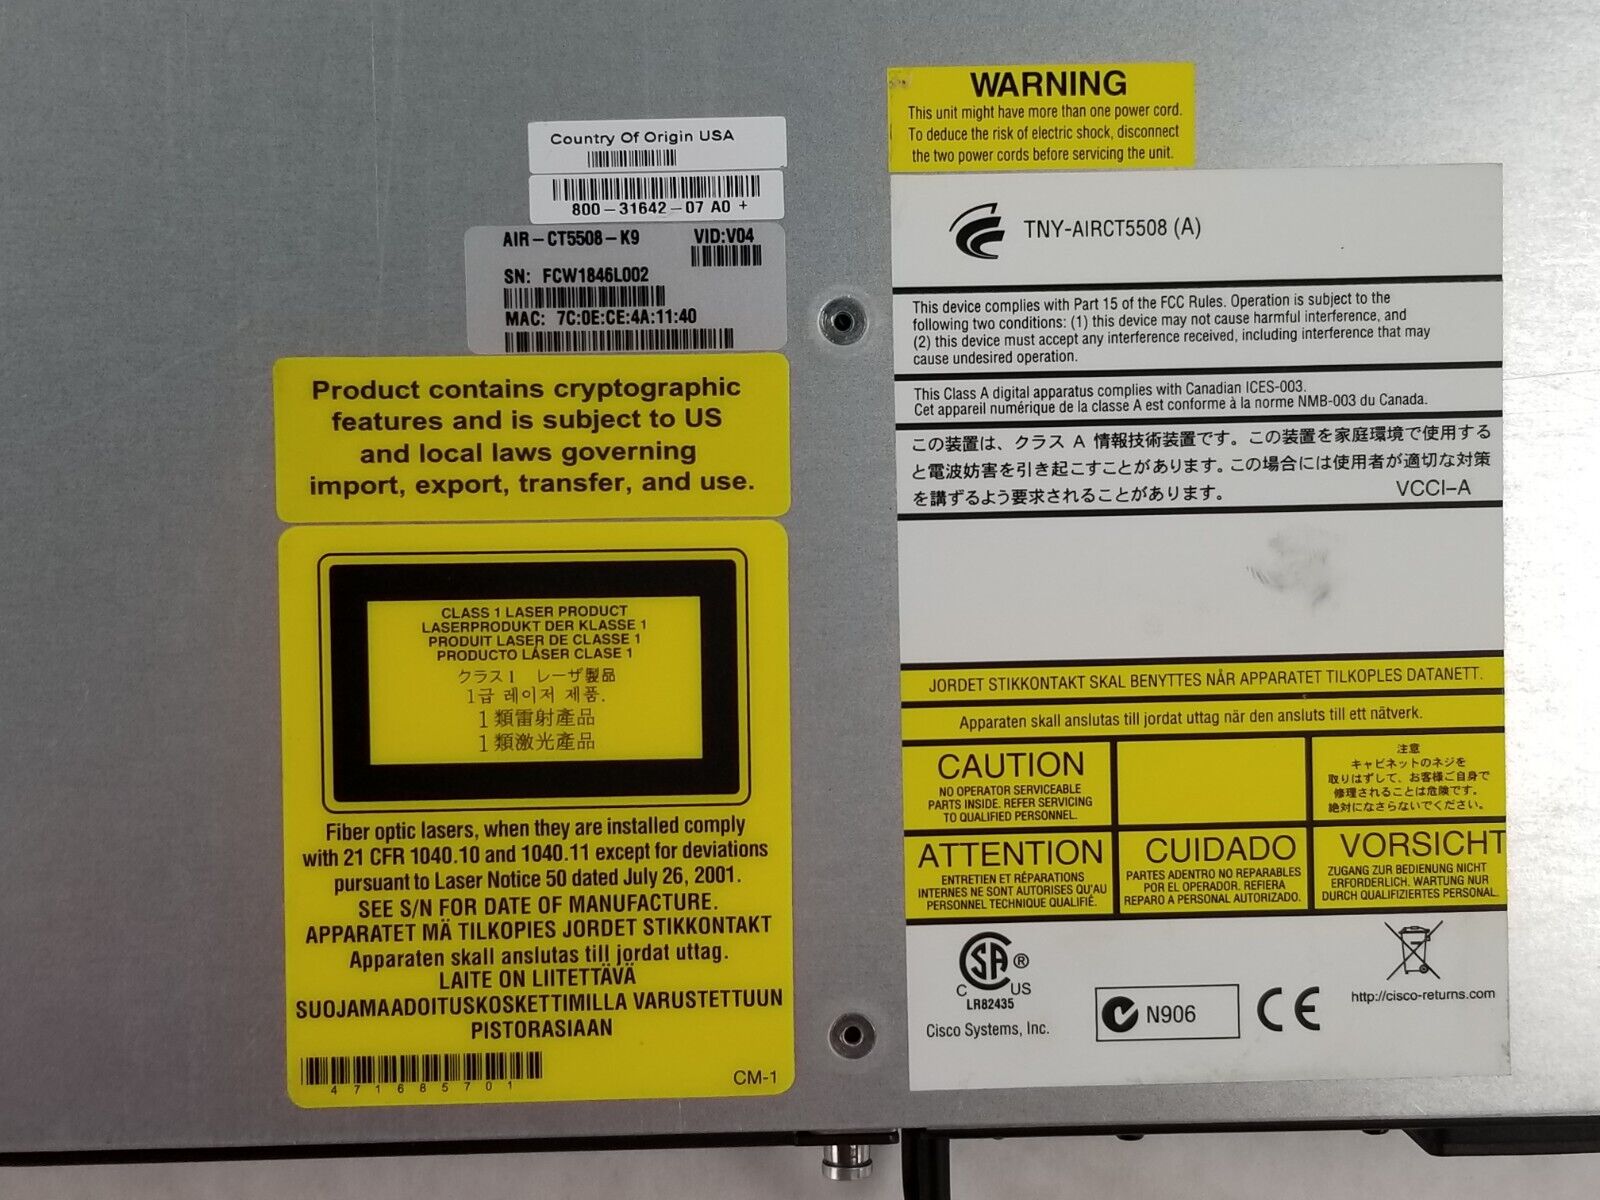 Country Of Origin USA
800-31642-07 A0 +
AIR-CT5508-K9 VID:V04
SN: FCW1846L002
MAC: 7C:0E:CE:4A:11:40
Product contains cryptographic
features and is subject to US
and local laws governing
import, export, transfer, and use.
CLASS 1 LASER PRODUCT
LASERPRODUKT DER KLASSE 1
PRODUIT LASER DE CLASSE 1
PRODUCTO LÁSER CLASE 1
クラス1 レーザ製品
1급 레이저 제품.
1類雷射產品
1類激光產品
Fiber optic lasers, when they are installed comply
with 21 CFR 1040.10 and 1040.11 except for deviations
pursuant to Laser Notice 50 dated July 26, 2001.
SEE S/N FOR DATE OF MANUFACTURE.
APPARATET MÄ TILKOPIES JORDET STIKKONTAKT
Apparaten skall anslutas till jordat uttag.
LAITE ON LIITETTÄVÄ
SUOJAMAADOITUSKOSKETTIMILLA VARUSTETTUUN
PISTORASIAAN
471685701
CM-1
WARNING
This unit might have more than one power cord.
To deduce the risk of electric shock, disconnect
the two power cords before servicing the unit.
TNY-AIRCT5508 (A)
This device complies with Part 15 of the FCC Rules. Operation is subject to the
following two conditions: (1) this device may not cause harmful interference, and
(2) this device must accept any interference received, including interference that may
cause undesired operation.
This Class A digital apparatus complies with Canadian ICES-003.
Cet appareil numérique de la classe A est conforme à la norme NMB-003 du Canada.
この装置は、クラス A 情報技術装置です。この装置を家庭環境で使用する
と電波妨害を引き起こすことがあります。この場合には使用者が適切な対策
を講ずるよう要求されることがあります。 VCCI-A
JORDET STIKKONTAKT SKAL BENYTTES NÅR APPARATET TILKOPLES DATANETT.
Apparaten skall anslutas till jordat uttag när den ansluts till ett nätverk.
CAUTION
NO OPERATOR SERVICEABLE
PARTS INSIDE. REFER SERVICING
TO QUALIFIED PERSONNEL.
注意
キャビネットのネジを
取りはずして、お客様ご自身で
修理されることは危険です。
絶対になさらないでください。
ATTENTION
ENTRETIEN ET RÉPARATIONS
INTERNES NE SONT AUTORISES QU'AU
PERSONNEL TECHNIQUE QUALIFIÉ.
CUIDADO
PARTES ADENTRO NO REPARABLES
POR EL OPERADOR. REFIERA
REPARO A PERSONAL AUTORIZADO.
VORSICHT
ZUGANG ZUR BEDIENUNG NICHT
ERFORDERLICH. WARTUNG NUR
DURCH QUALIFIZIERTES PERSONAL.
C SA ® US
LR82435
Cisco Systems, Inc.
N906
CE
http://cisco-returns.com